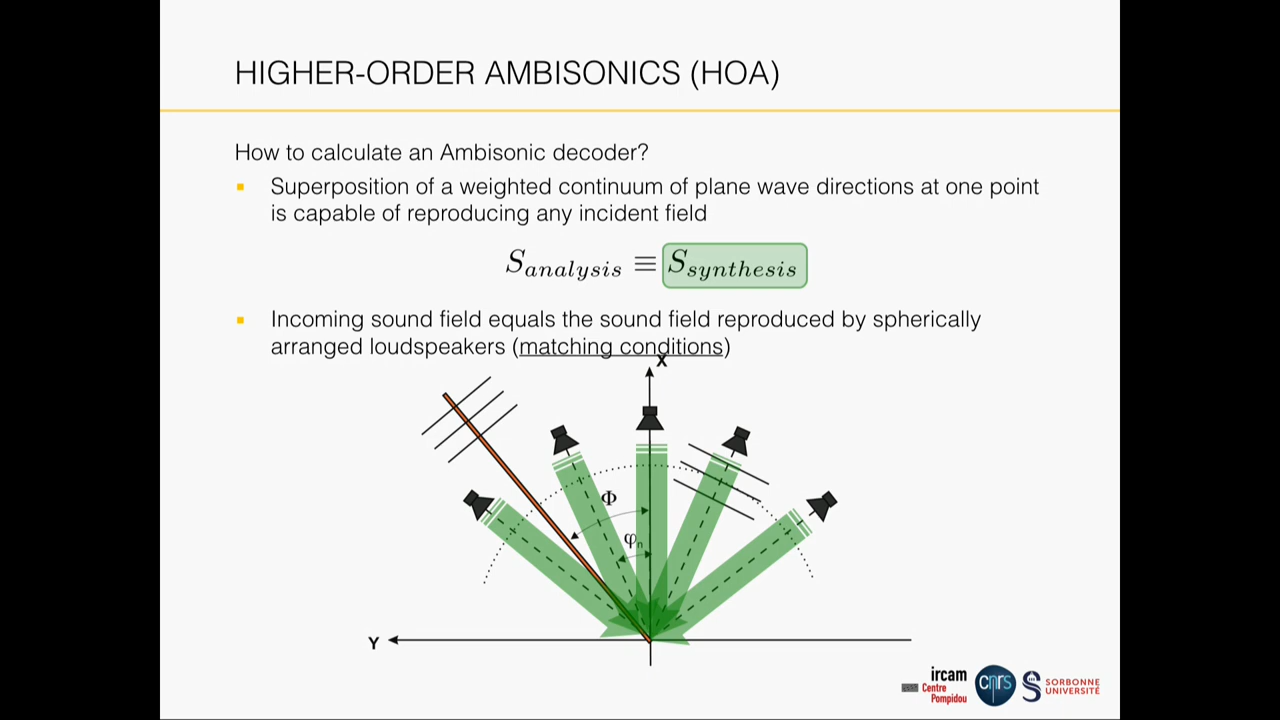 HIGHER-ORDER AMBISONICS (HOA)
How to calculate an Ambisonic decoder?
Superposition of a weighted continuum of plane wave directions at one point
is capable of reproducing any incident field
S_analysis ≡ S_synthesis
Incoming sound field equals the sound field reproduced by spherically
arranged loudspeakers (matching conditions)
X
Φ
φn
Y
ircam
Centre
Pompidou
cnrs
SORBONNE
UNIVERSITÉ